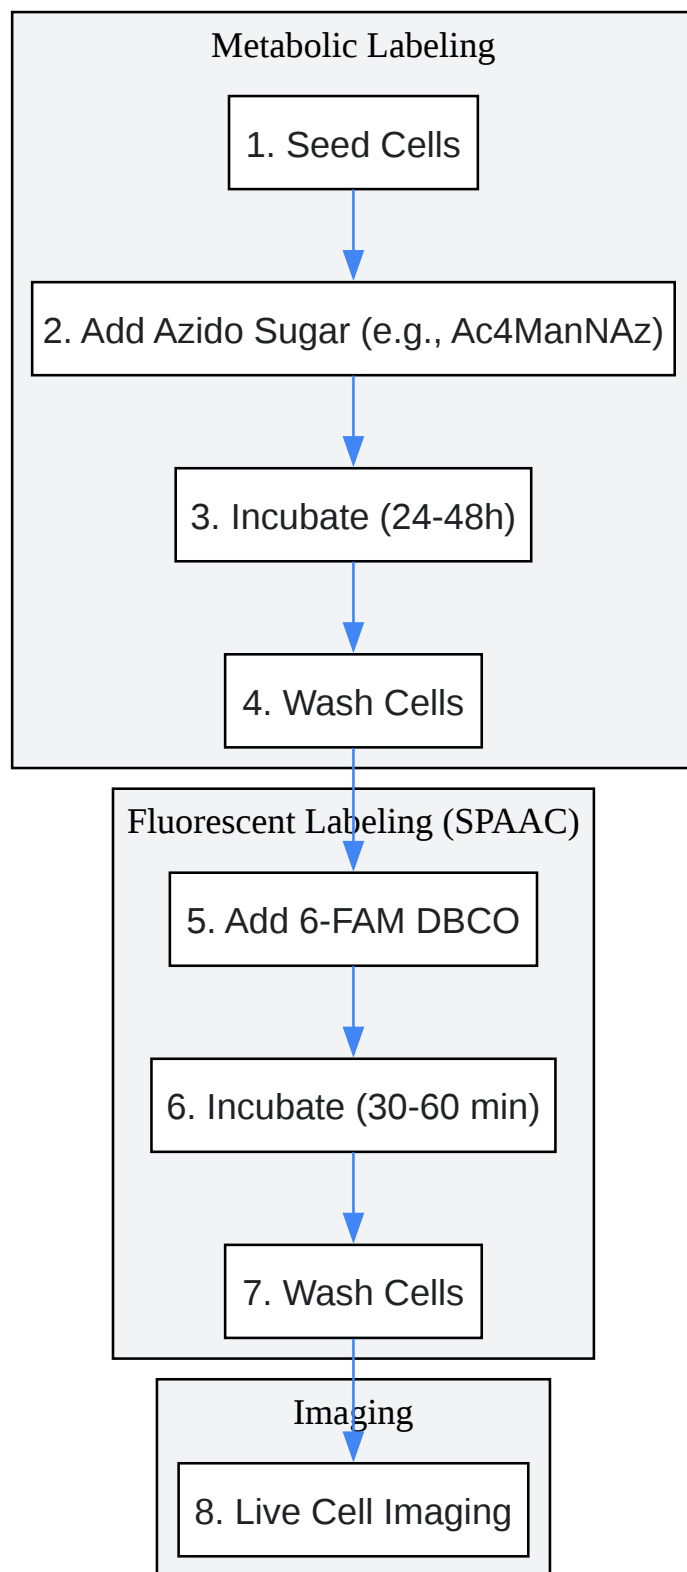 Metabolic Labeling
1. Seed Cells
2. Add Azido Sugar (e.g., Ac4ManNAz)
3. Incubate (24-48h)
4. Wash Cells
Fluorescent Labeling (SPAAC)
5. Add 6-FAM DBCO
6. Incubate (30-60 min)
7. Wash Cells
Imaging
8. Live Cell Imaging